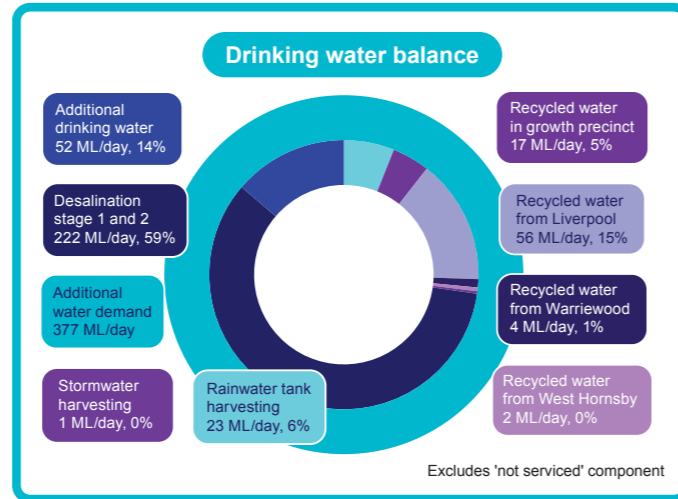 Drinking water balance
Additional
drinking water
52 ML/day, 14%
Desalination
stage 1 and 2
222 ML/day, 59%
Additional
water demand
377 ML/day
Stormwater
harvesting
1 ML/day, 0%
Rainwater tank
harvesting
23 ML/day, 6%
Recycled water
in growth precinct
17 ML/day, 5%
Recycled water
from Liverpool
56 ML/day, 15%
Recycled water
from Warriewood
4 ML/day, 1%
Recycled water
from West Hornsby
2 ML/day, 0%
Excludes 'not serviced' component